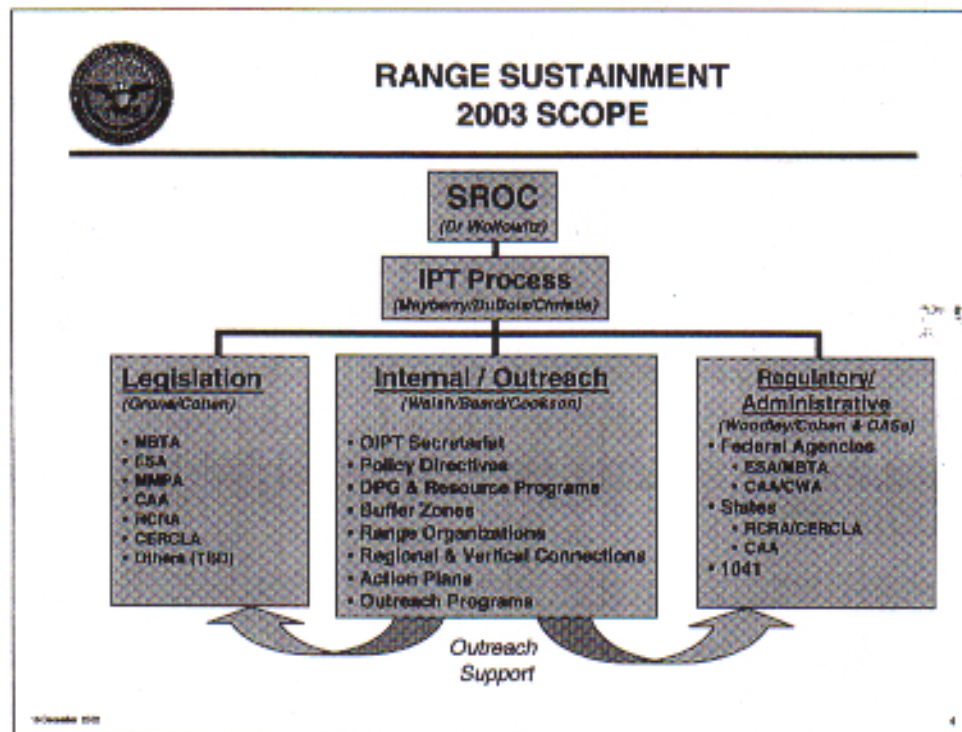 RANGE SUSTAINMENT
2003 SCOPE
SROC
(Dr Wolfowitz)
IPT Process
(Mayberry/DuBois/Christie)
Legislation
(Grone/Cohen)
• MBTA
• ESA
• MMPA
• CAA
• RCRA
• CERCLA
• Others (TBD)
Internal / Outreach
(Walsh/Beard/Cookson)
• OIPT Secretariat
• Policy Directives
• DPG & Resource Programs
• Buffer Zones
• Range Organizations
• Regional & Vertical Connections
• Action Plans
• Outreach Programs
Regulatory/
Administrative
(Woodley/Cohen & DASs)
• Federal Agencies
• ESA/MBTA
• CAA/CWA
• States
• RCRA/CERCLA
• CAA
• 1041
Outreach
Support
December
4